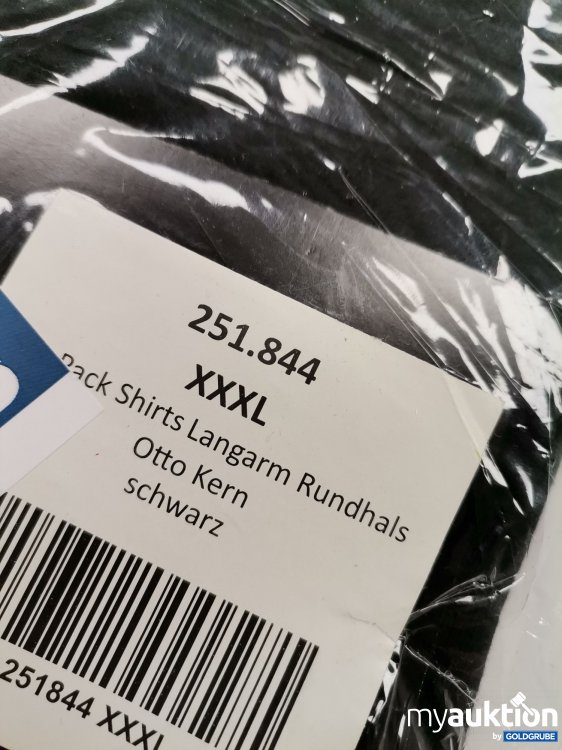 251.844
XXXL
Pack Shirts Langarm Rundhals
Otto Kern
schwarz
251844 XXXL
myauktion
by GOLDGRUBE